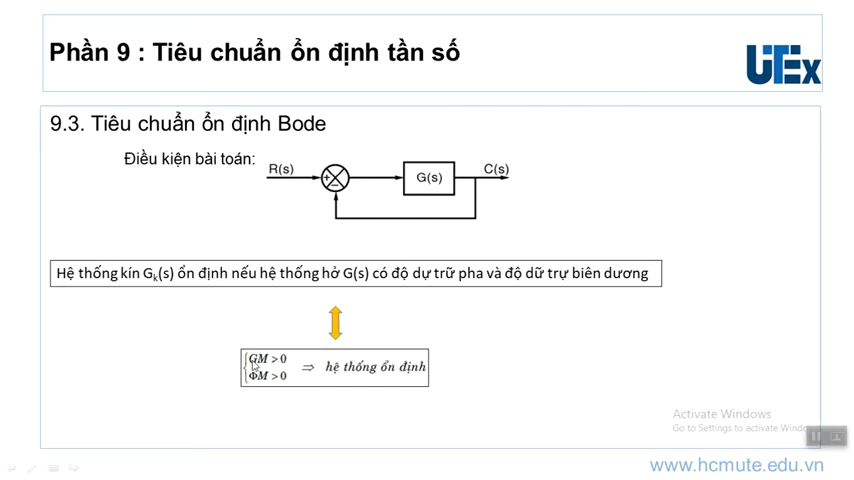 Phần 9 : Tiêu chuẩn ổn định tần số
UTEx
9.3. Tiêu chuẩn ổn định Bode
Điều kiện bài toán:
R(s)
+
−
G(s)
C(s)
Hệ thống kín Gk(s) ổn định nếu hệ thống hở G(s) có độ dự trữ pha và độ dữ trự biên dương
GM > 0
ΦM > 0
⇒ hệ thống ổn định
Activate Windows
Go to Settings to activate Windo
www.hcmute.edu.vn